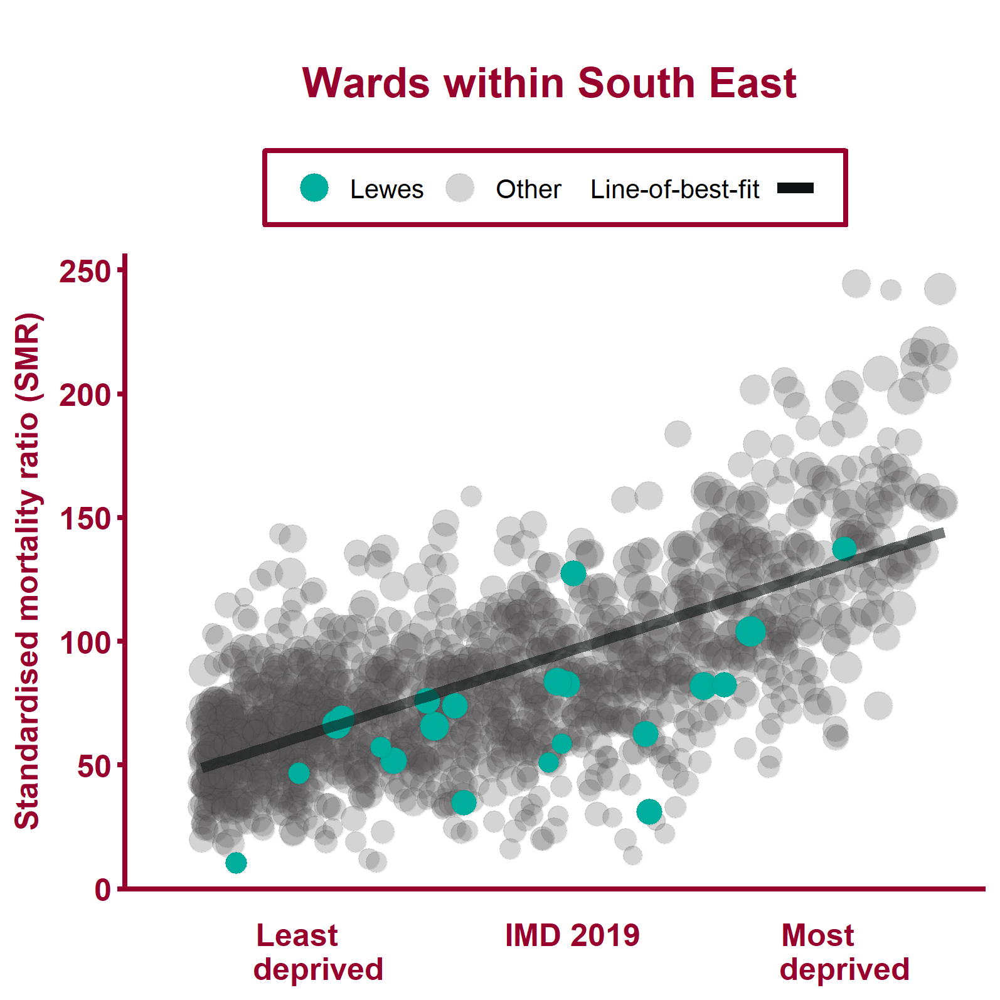 Wards within South East
Lewes Other Line-of-best-fit
Standardised mortality ratio (SMR)
250
200
150
100
50
0
Least deprived
IMD 2019
Most deprived